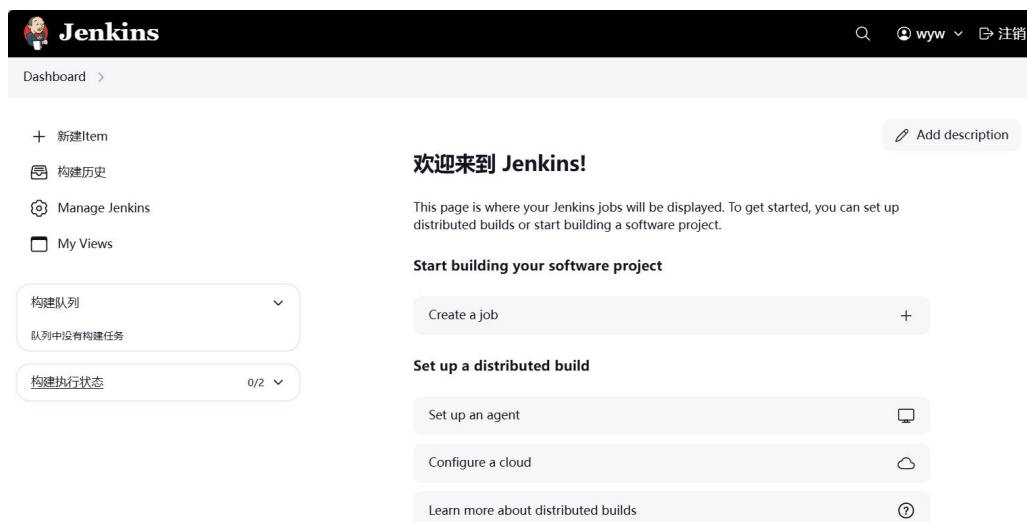 Jenkins
wyw
注销
Dashboard
新建Item
构建历史
Manage Jenkins
My Views
构建队列
队列中没有构建任务
构建执行状态
0/2
Add description
欢迎来到 Jenkins!
This page is where your Jenkins jobs will be displayed. To get started, you can set up
distributed builds or start building a software project.
Start building your software project
Create a job
Set up a distributed build
Set up an agent
Configure a cloud
Learn more about distributed builds